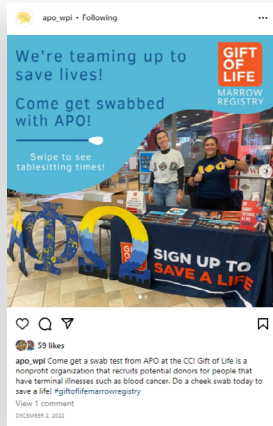 apo_wpi • Following
We're teaming up to
save lives!
Come get swabbed
with APO!
Swipe to see
tablesitting times!
GIFT
OF
LIFE
MARROW
REGISTRY
ΑΦΩ
SIGN UP TO
SAVE A LIFE
59 likes
apo_wpi Come get a swab test from APO at the CC! Gift of Life is a
nonprofit organization that recruits potential donors for people that
have terminal illnesses such as blood cancer. Do a cheek swab today to
save a life! #giftoflifemarrowregistry
View 1 comment
DECEMBER 2, 2022